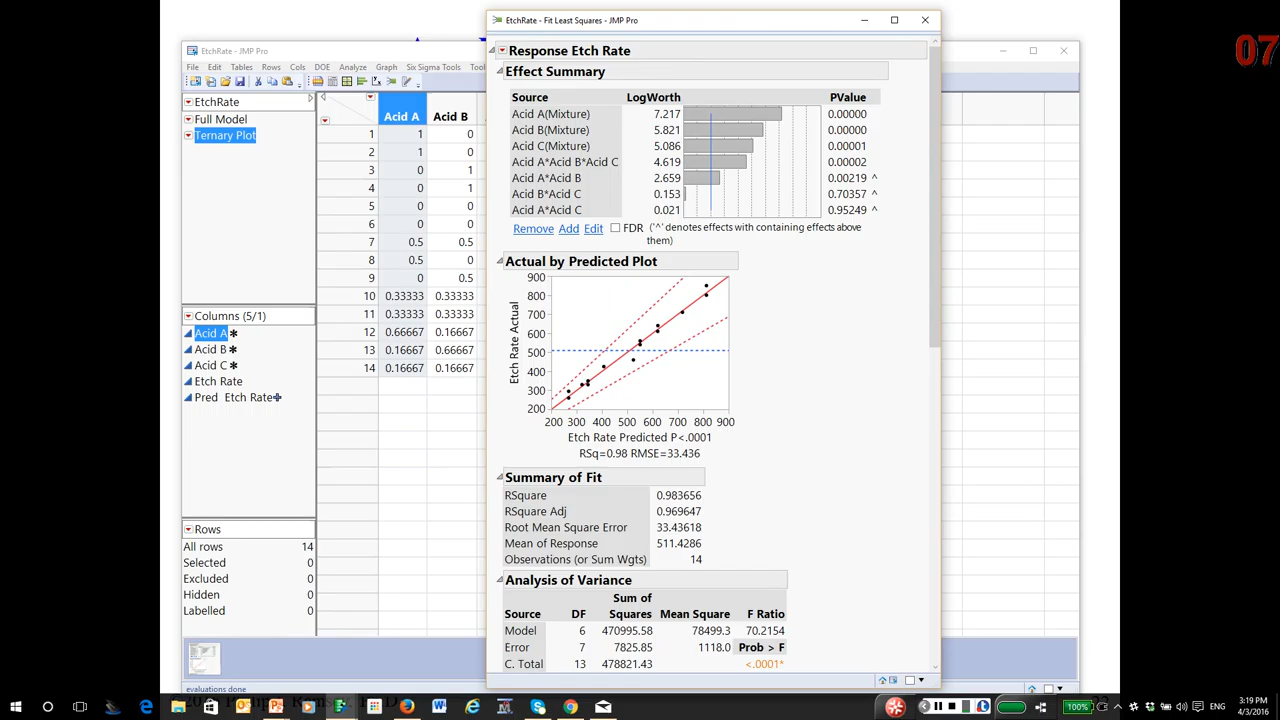 EtchRate - Fit Least Squares - JMP Pro
07
EtchRate - JMP Pro
File Edit Tables Rows Cols DOE Analyze Graph Six Sigma Tools
EtchRate
Full Model
Ternary Plot
Acid A Acid B
1 1 0
2 1 0
3 0 1
4 0 1
5 0 0
6 0 0
7 0.5 0.5
8 0.5 0
9 0 0.5
10 0.33333 0.33333
11 0.33333 0.33333
12 0.66667 0.16667
13 0.16667 0.66667
14 0.16667 0.16667
Columns (5/1)
Acid A
Acid B
Acid C
Etch Rate
Pred Etch Rate
Rows
All rows 14
Selected 0
Excluded 0
Hidden 0
Labelled 0
evaluations done
Response Etch Rate
Effect Summary
Source LogWorth PValue
Acid A(Mixture) 7.217 0.00000
Acid B(Mixture) 5.821 0.00000
Acid C(Mixture) 5.086 0.00001
Acid A*Acid B*Acid C 4.619 0.00002
Acid A*Acid B 2.659 0.00219 ^
Acid B*Acid C 0.153 0.70357 ^
Acid A*Acid C 0.021 0.95249 ^
Remove Add Edit FDR ('^' denotes effects with containing effects above
them)
Actual by Predicted Plot
Etch Rate Actual
900
800
700
600
500
400
300
200
200 300 400 500 600 700 800 900
Etch Rate Predicted P<.0001
RSq=0.98 RMSE=33.436
Summary of Fit
RSquare 0.983656
RSquare Adj 0.969647
Root Mean Square Error 33.43618
Mean of Response 511.4286
Observations (or Sum Wgts) 14
Analysis of Variance
Sum of
Source DF Squares Mean Square F Ratio
Model 6 470995.58 78499.3 70.2154
Error 7 7825.85 1118.0 Prob > F
C. Total 13 478821.43 <.0001*
100%
ENG
3:19 PM
4/3/2016